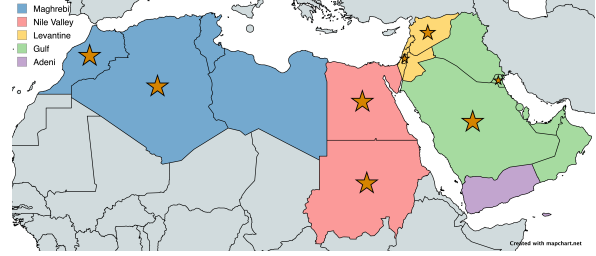 Maghrebi
Nile Valley
Levantine
Gulf
Adeni
Created with mapchart.net